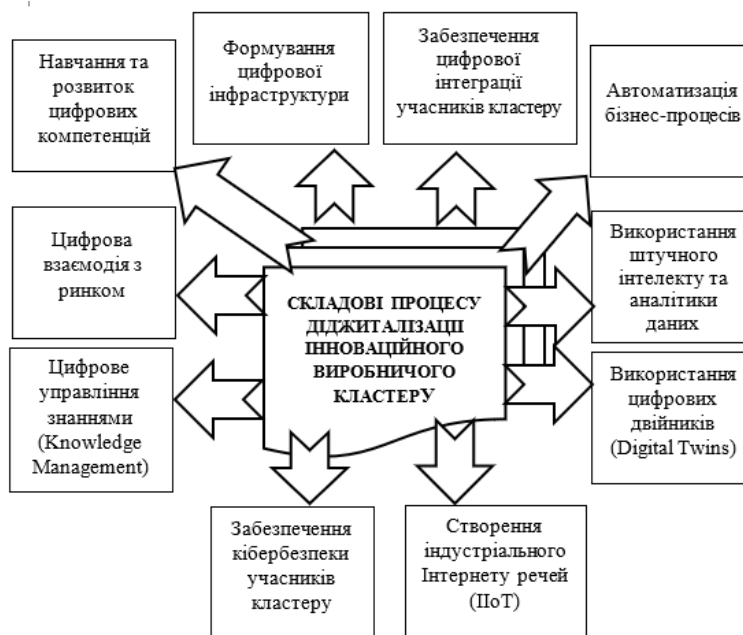 Навчання та
розвиток
цифрових
компетенцій
Формування
цифрової
інфраструктури
Забезпечення
цифрової
інтеграції
учасників кластеру
Автоматизація
бізнес-процесів
Цифрова
взаємодія з
ринком
СКЛАДОВІ ПРОЦЕСУ
ДІДЖИТАЛІЗАЦІЇ
ІННОВАЦІЙНОГО
ВИРОБНИЧОГО
КЛАСТЕРУ
Використання
штучного
інтелекту та
аналітики
даних
Цифрове
управління
знаннями
(Knowledge
Management)
Використання
цифрових
двійників
(Digital Twins)
Забезпечення
кібербезпеки
учасників
кластеру
Створення
індустріального
Інтернету речей
(IIoT)